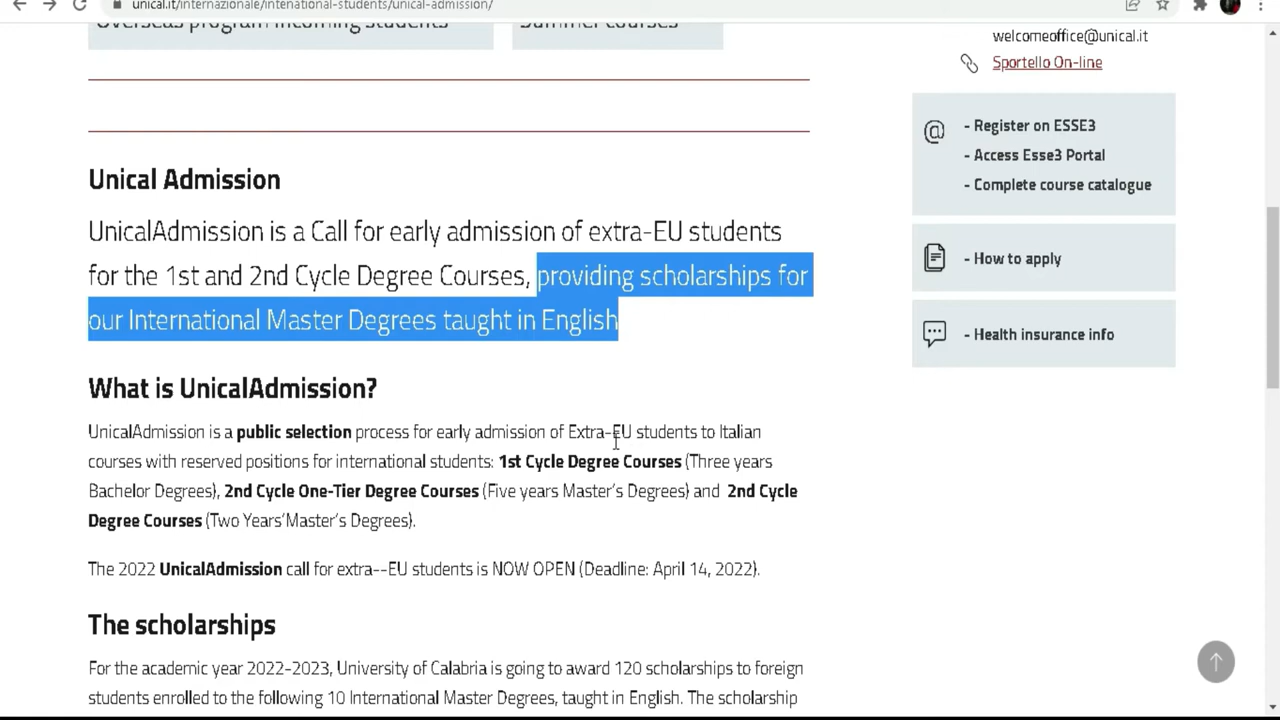 unical.it/internazionale/intenational-students/unical-admission/
Overseas program incoming students
Summer courses
welcomeoffice@unical.it
Sportello On-line
- Register on ESSE3
- Access Esse3 Portal
- Complete course catalogue
- How to apply
- Health insurance info
Unical Admission
UnicalAdmission is a Call for early admission of extra-EU students
for the 1st and 2nd Cycle Degree Courses, providing scholarships for
our International Master Degrees taught in English
What is UnicalAdmission?
UnicalAdmission is a public selection process for early admission of Extra-EU students to Italian
courses with reserved positions for international students: 1st Cycle Degree Courses (Three years
Bachelor Degrees), 2nd Cycle One-Tier Degree Courses (Five years Master’s Degrees) and 2nd Cycle
Degree Courses (Two Years’Master’s Degrees).
The 2022 UnicalAdmission call for extra--EU students is NOW OPEN (Deadline: April 14, 2022).
The scholarships
For the academic year 2022-2023, University of Calabria is going to award 120 scholarships to foreign
students enrolled to the following 10 International Master Degrees, taught in English. The scholarship